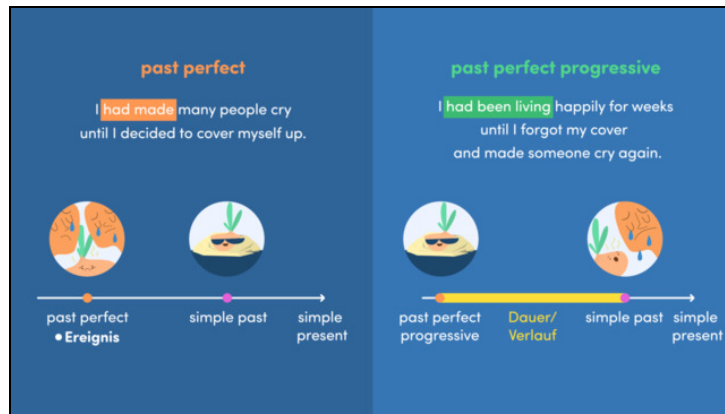 past perfect
I had made many people cry
until I decided to cover myself up.
past perfect
• Ereignis
simple past
simple
present
past perfect progressive
I had been living happily for weeks
until I forgot my cover
and made someone cry again.
past perfect
progressive
Dauer/
Verlauf
simple past
simple
present